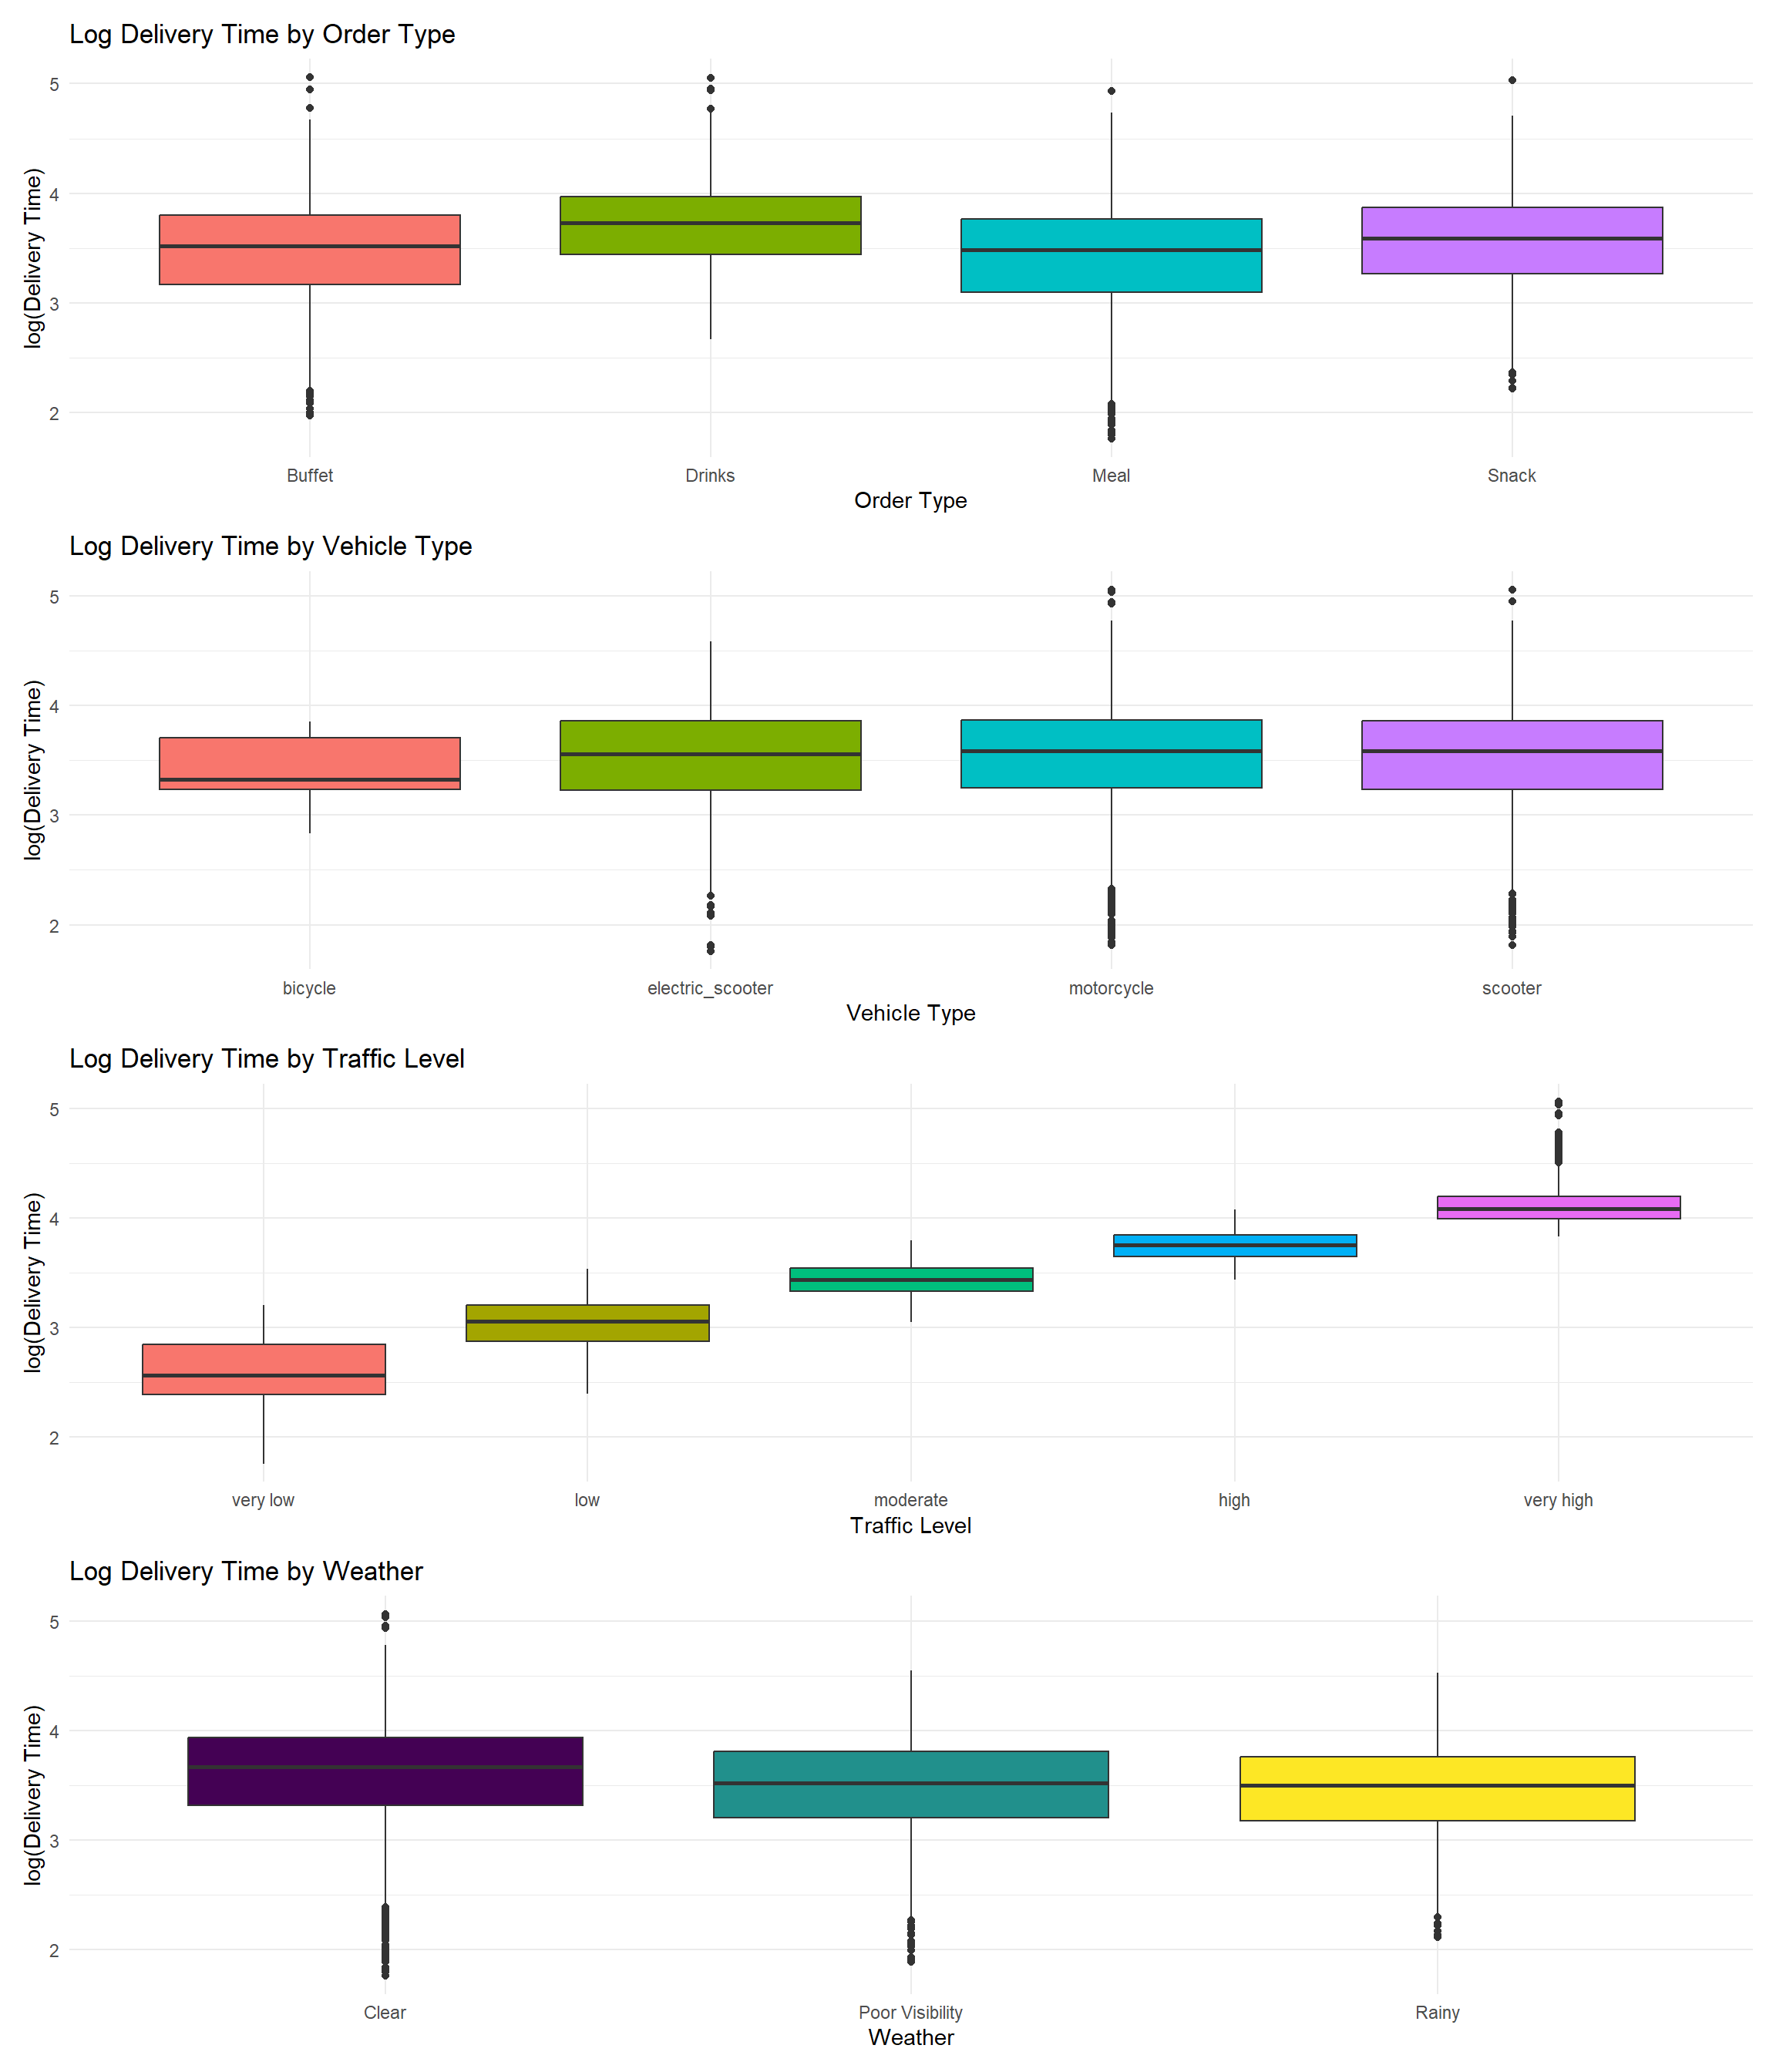 Log Delivery Time by Order Type
log(Delivery Time)
5
4
3
2
Buffet Drinks Meal Snack
Order Type
Log Delivery Time by Vehicle Type
log(Delivery Time)
5
4
3
2
bicycle electric_scooter motorcycle scooter
Vehicle Type
Log Delivery Time by Traffic Level
log(Delivery Time)
5
4
3
2
very low low moderate high very high
Traffic Level
Log Delivery Time by Weather
log(Delivery Time)
5
4
3
2
Clear Poor Visibility Rainy
Weather